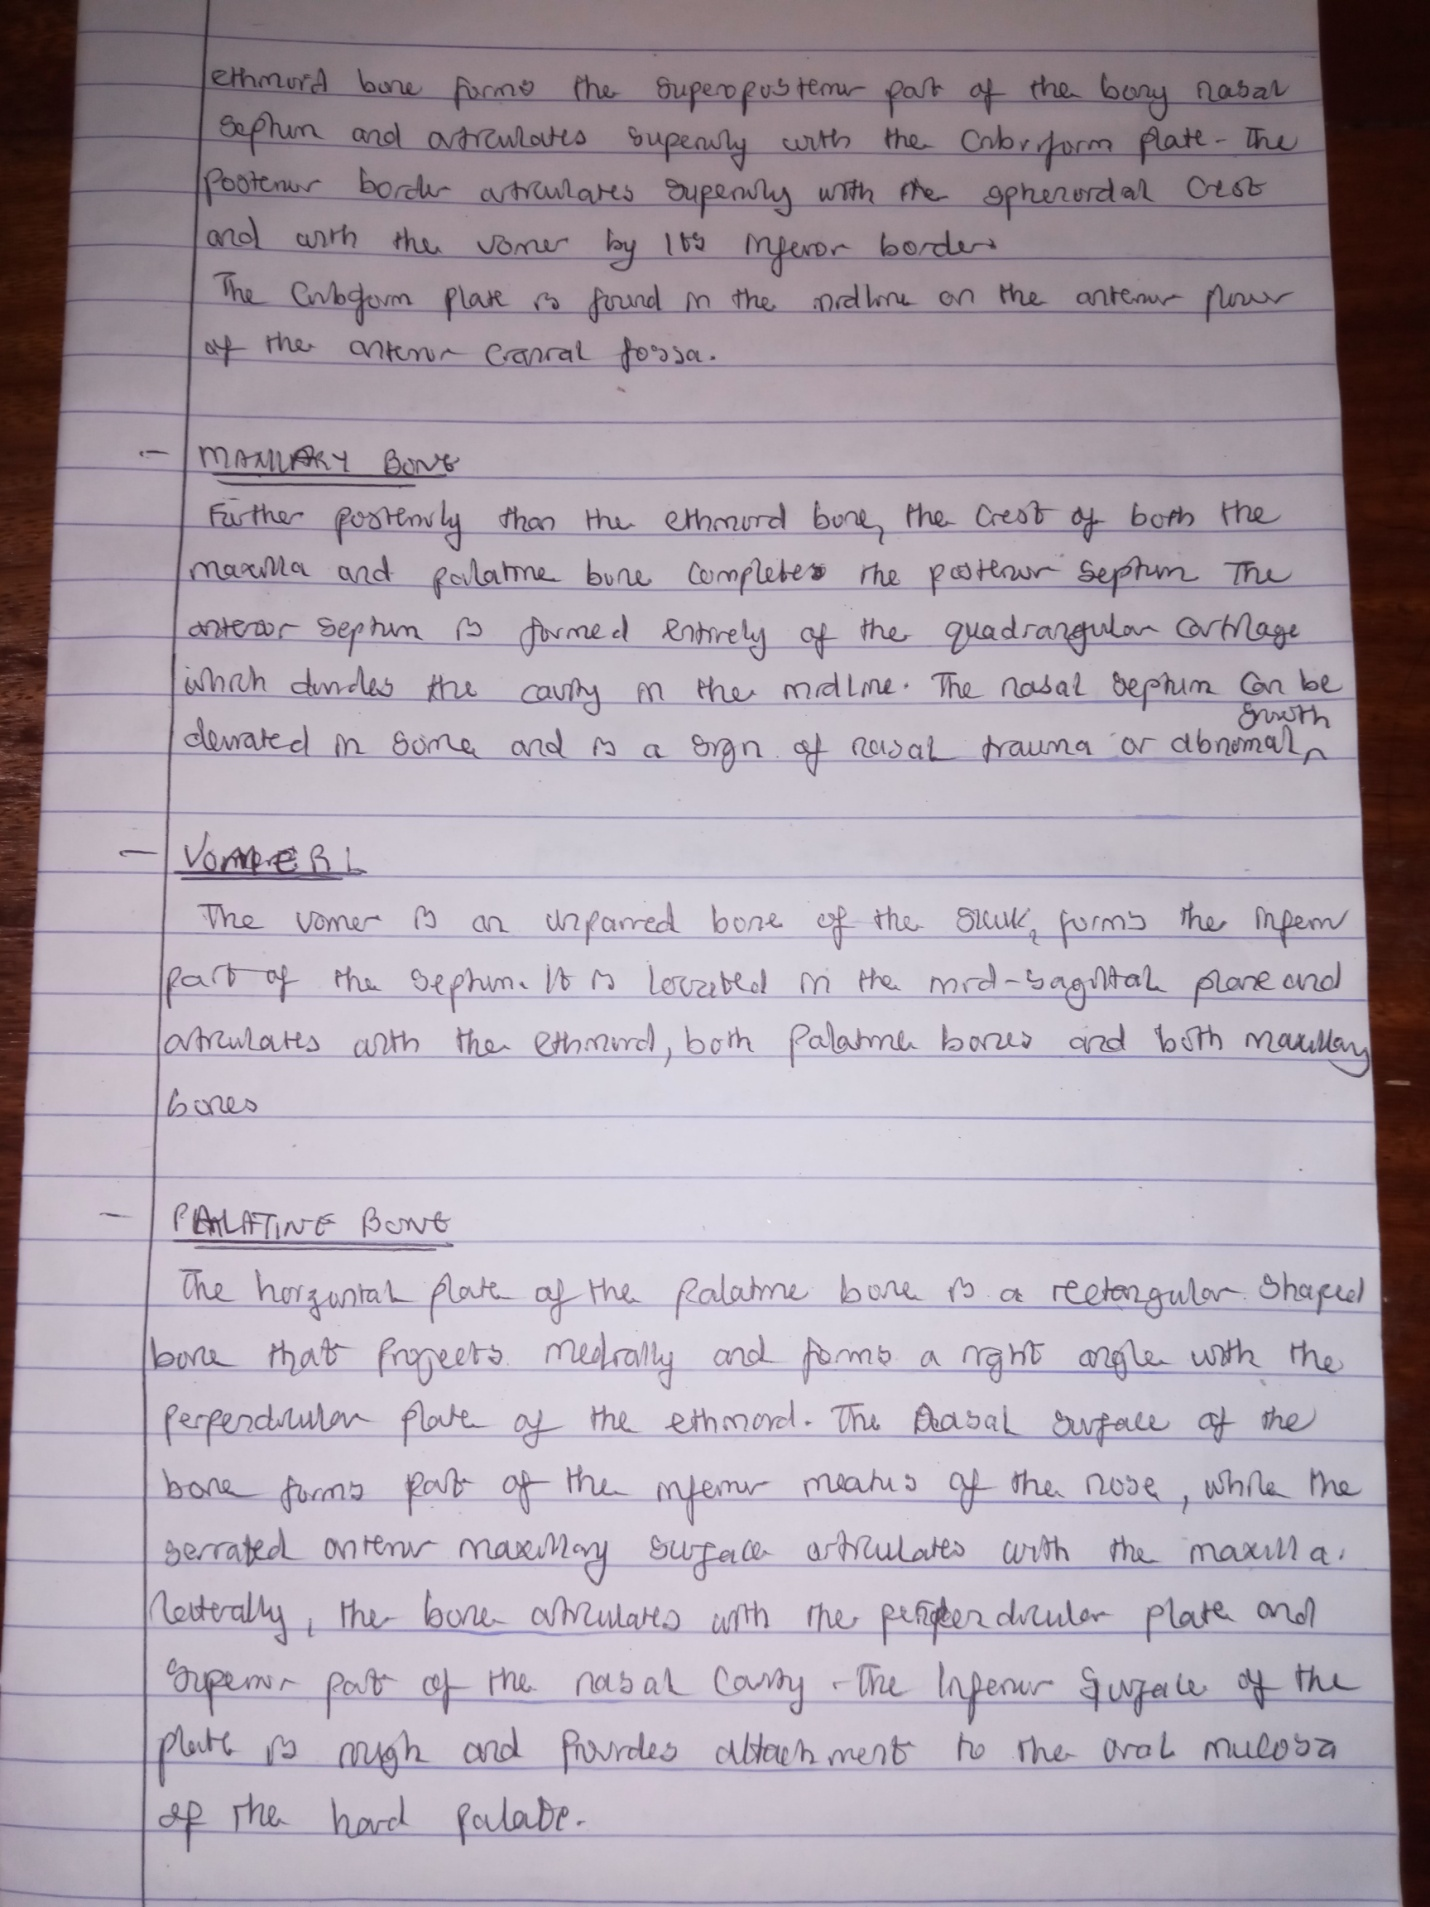 ethmoid bone forms the superoposterior part of the bony nasal
septum and articulates superiorly with the Cribriform plate. The
Posterior border articulates superiorly with the sphenoidal Crest
and with the vomer by its inferior border.
The Cribform plate is found in the midline on the anterior floor
of the anterior cranial fossa.
- MAXILLARY BONE
Further posteriorly than the ethmoid bone, the crest of both the
maxilla and palatine bone completes the posterior septum The
anterior septum is formed entirely of the quadrangular cartilage
which divides the cavity in the midline. The nasal septum can be
deviated in some and is a sign of nasal trauma or abnormal growth
- VOMER
The vomer is an unpaired bone of the skull, forms the inferior
part of the septum. It is located in the mid-sagittal plane and
articulates with the ethmoid, both Palatine bones and both maxillary
bones
- PALATINE BONE
The horizontal plate of the Palatine bone is a rectangular shaped
bone that projects medially and forms a right angle with the
perpendicular plate of the ethmoid. The nasal surface of the
bone forms part of the inferior meatus of the nose, while the
serrated anterior maxillary surface articulates with the maxilla.
Laterally, the bone articulates with the perpendicular plate and
superior part of the nasal cavity. The Inferior surface of the
plate is rough and provides attachment to the oral mucosa
of the hard palate.